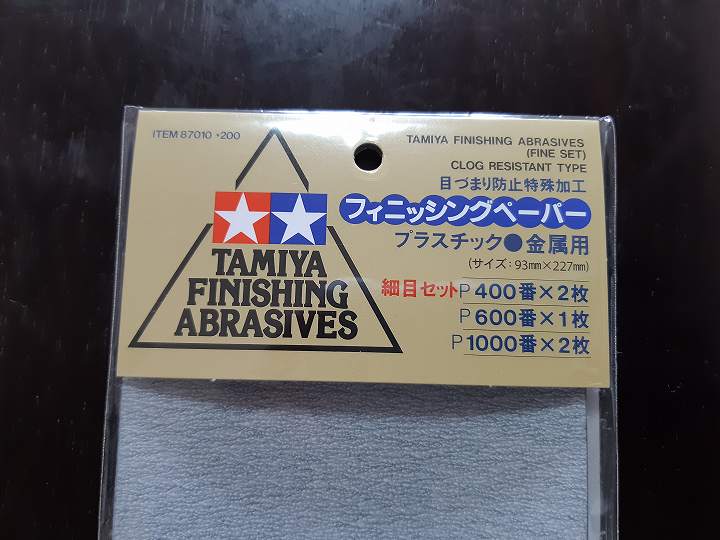 ITEM 87010 ▾200
TAMIYA FINISHING ABRASIVES
(FINE SET)
CLOG RESISTANT TYPE
目づまり防止特殊加工
フィニッシングペーパー
プラスチック●金属用
(サイズ:93mm×227mm)
細目セット P400番×2枚
P600番×1枚
P1000番×2枚
TAMIYA
FINISHING
ABRASIVES